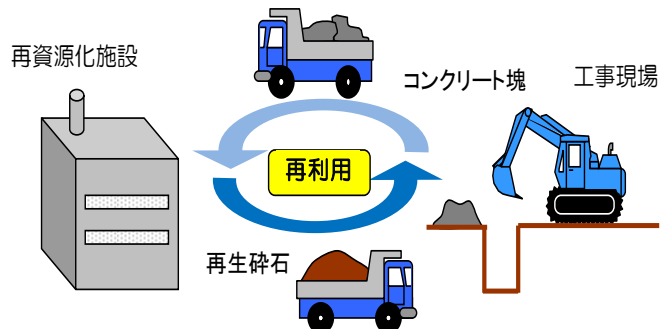 再資源化施設
コンクリート塊
工事現場
再利用
再生砕石